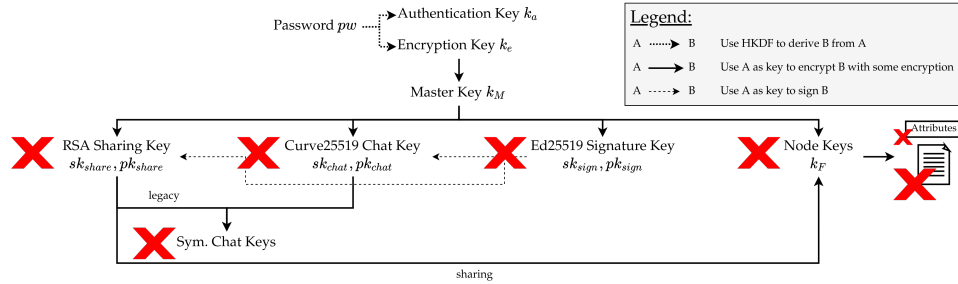 Password pw
Authentication Key k_a
Encryption Key k_e
Master Key k_M
Legend:
A B Use HKDF to derive B from A
A B Use A as key to encrypt B with some encryption
A B Use A as key to sign B
RSA Sharing Key
sk_share, pk_share
Curve25519 Chat Key
sk_chat, pk_chat
Ed25519 Signature Key
sk_sign, pk_sign
Node Keys
k_F
Attributes
legacy
Sym. Chat Keys
sharing